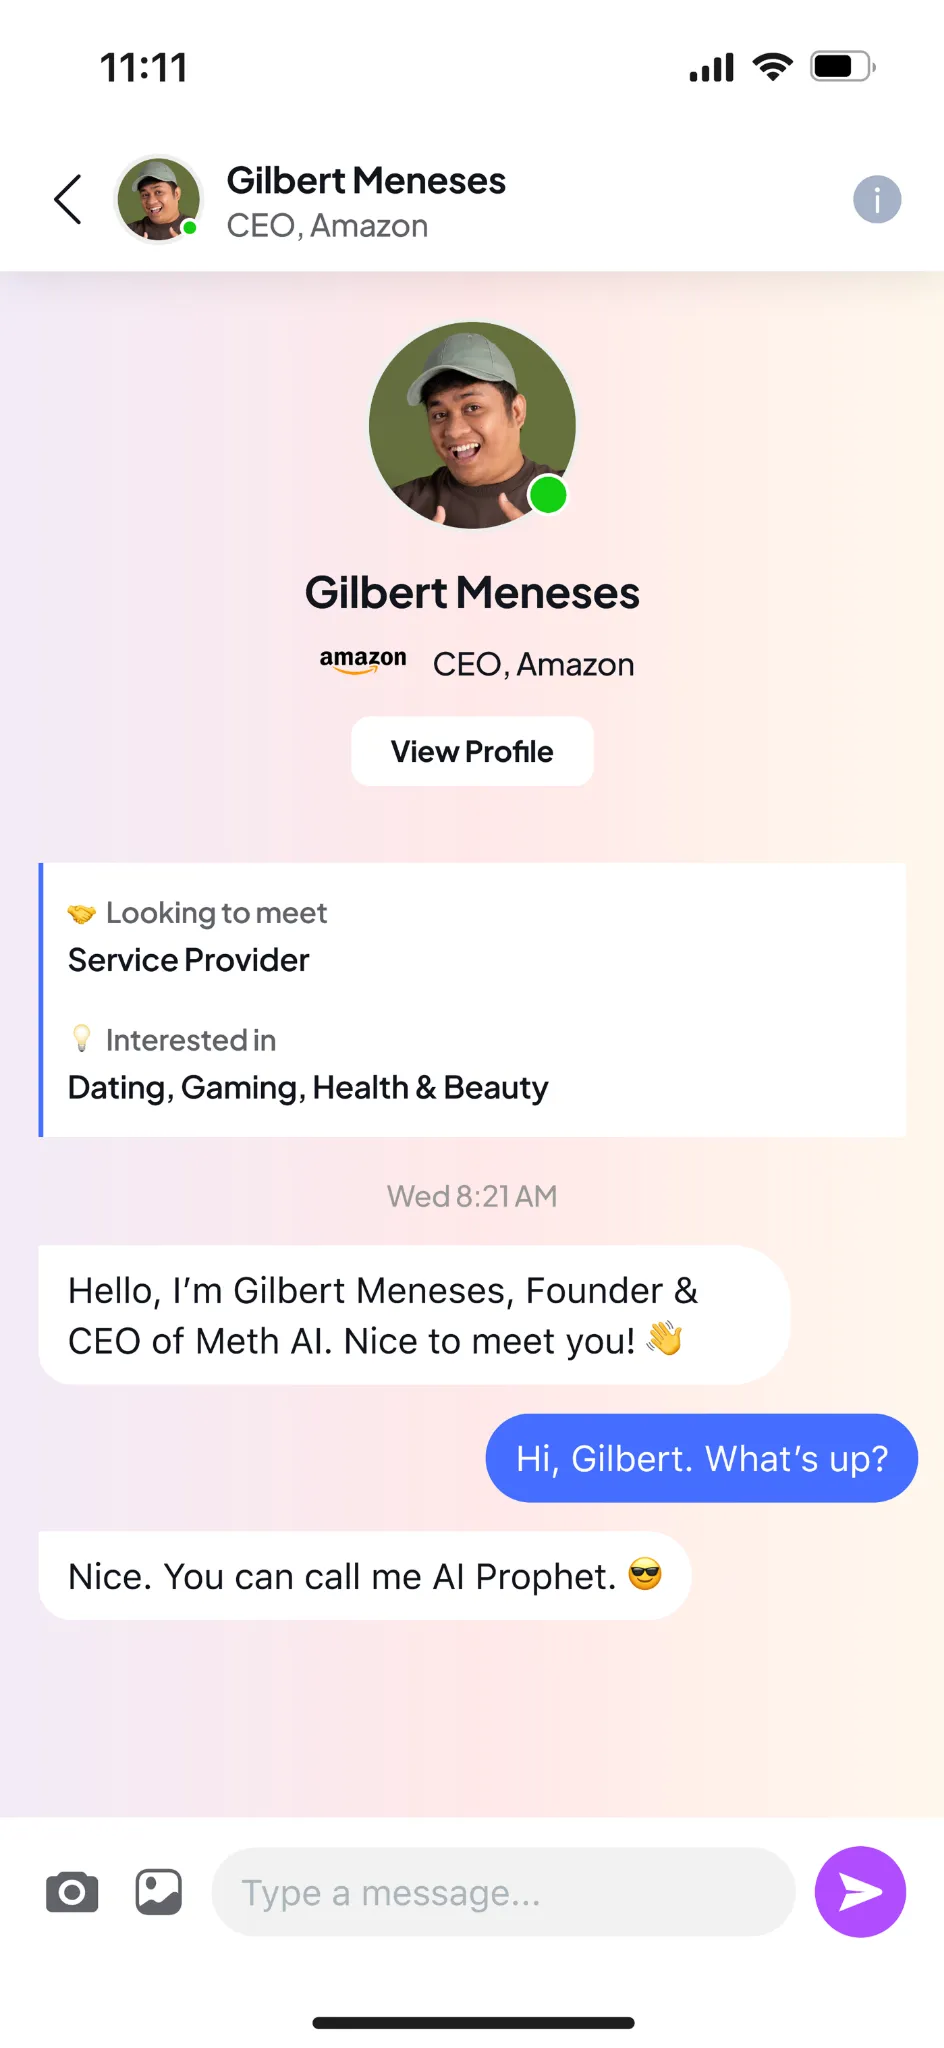 11:11
Gilbert Meneses
CEO, Amazon
Gilbert Meneses
amazon CEO, Amazon
View Profile
🤝 Looking to meet
Service Provider
💡 Interested in
Dating, Gaming, Health & Beauty
Wed 8:21 AM
Hello, I’m Gilbert Meneses, Founder &
CEO of Meth AI. Nice to meet you! 👋
Hi, Gilbert. What’s up?
Nice. You can call me AI Prophet. 😎
Type a message...